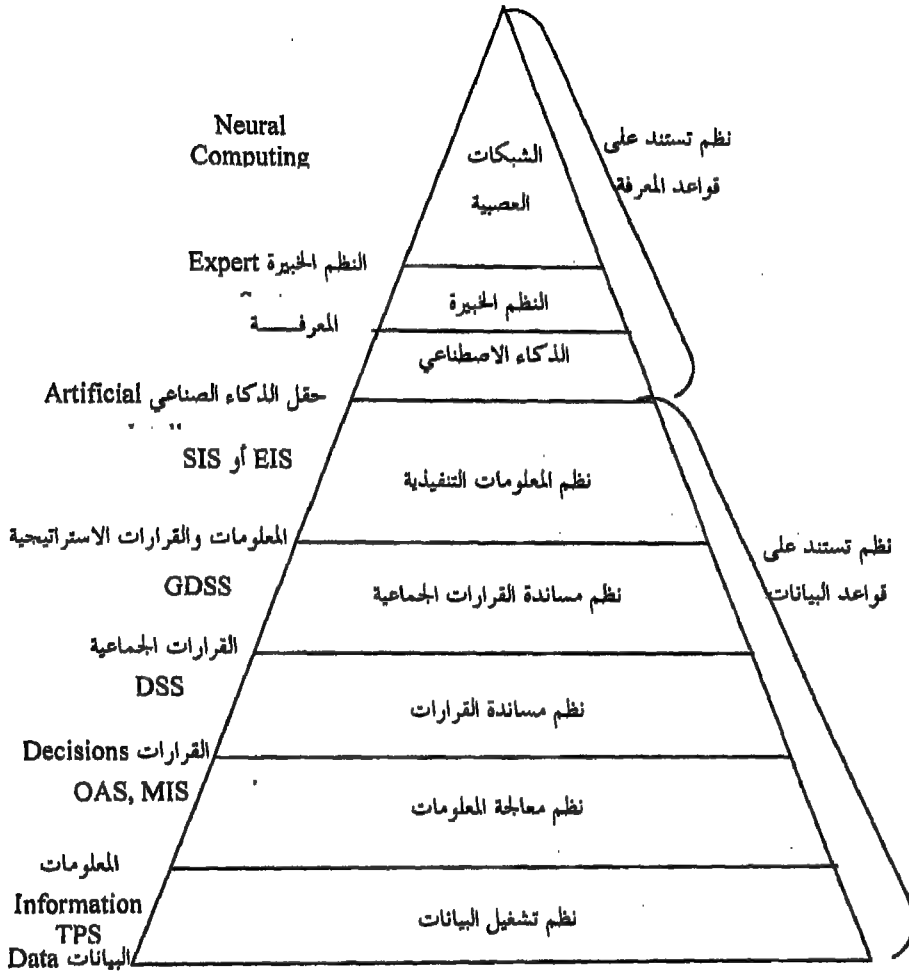 Neural
Computing
الشبكات
العصبية
نظم تستند على
قواعد المعرفة
النظم الخبيرة Expert
النظم الخبيرة
المعرفـــــة
الذكاء الاصطناعي
حقل الذكاء الصناعي Artificial
EIS أو SIS
نظم المعلومات التنفيذية
المعلومات والقرارات الاستراتيجية
نظم تستند على
قواعد البيانات
GDSS
نظم مساندة القرارات الجماعية
القرارات الجماعية
DSS
نظم مساندة القرارات
القرارات Decisions
OAS, MIS
نظم معالجة المعلومات
المعلومات
Information
TPS
نظم تشغيل البيانات
البيانات Data